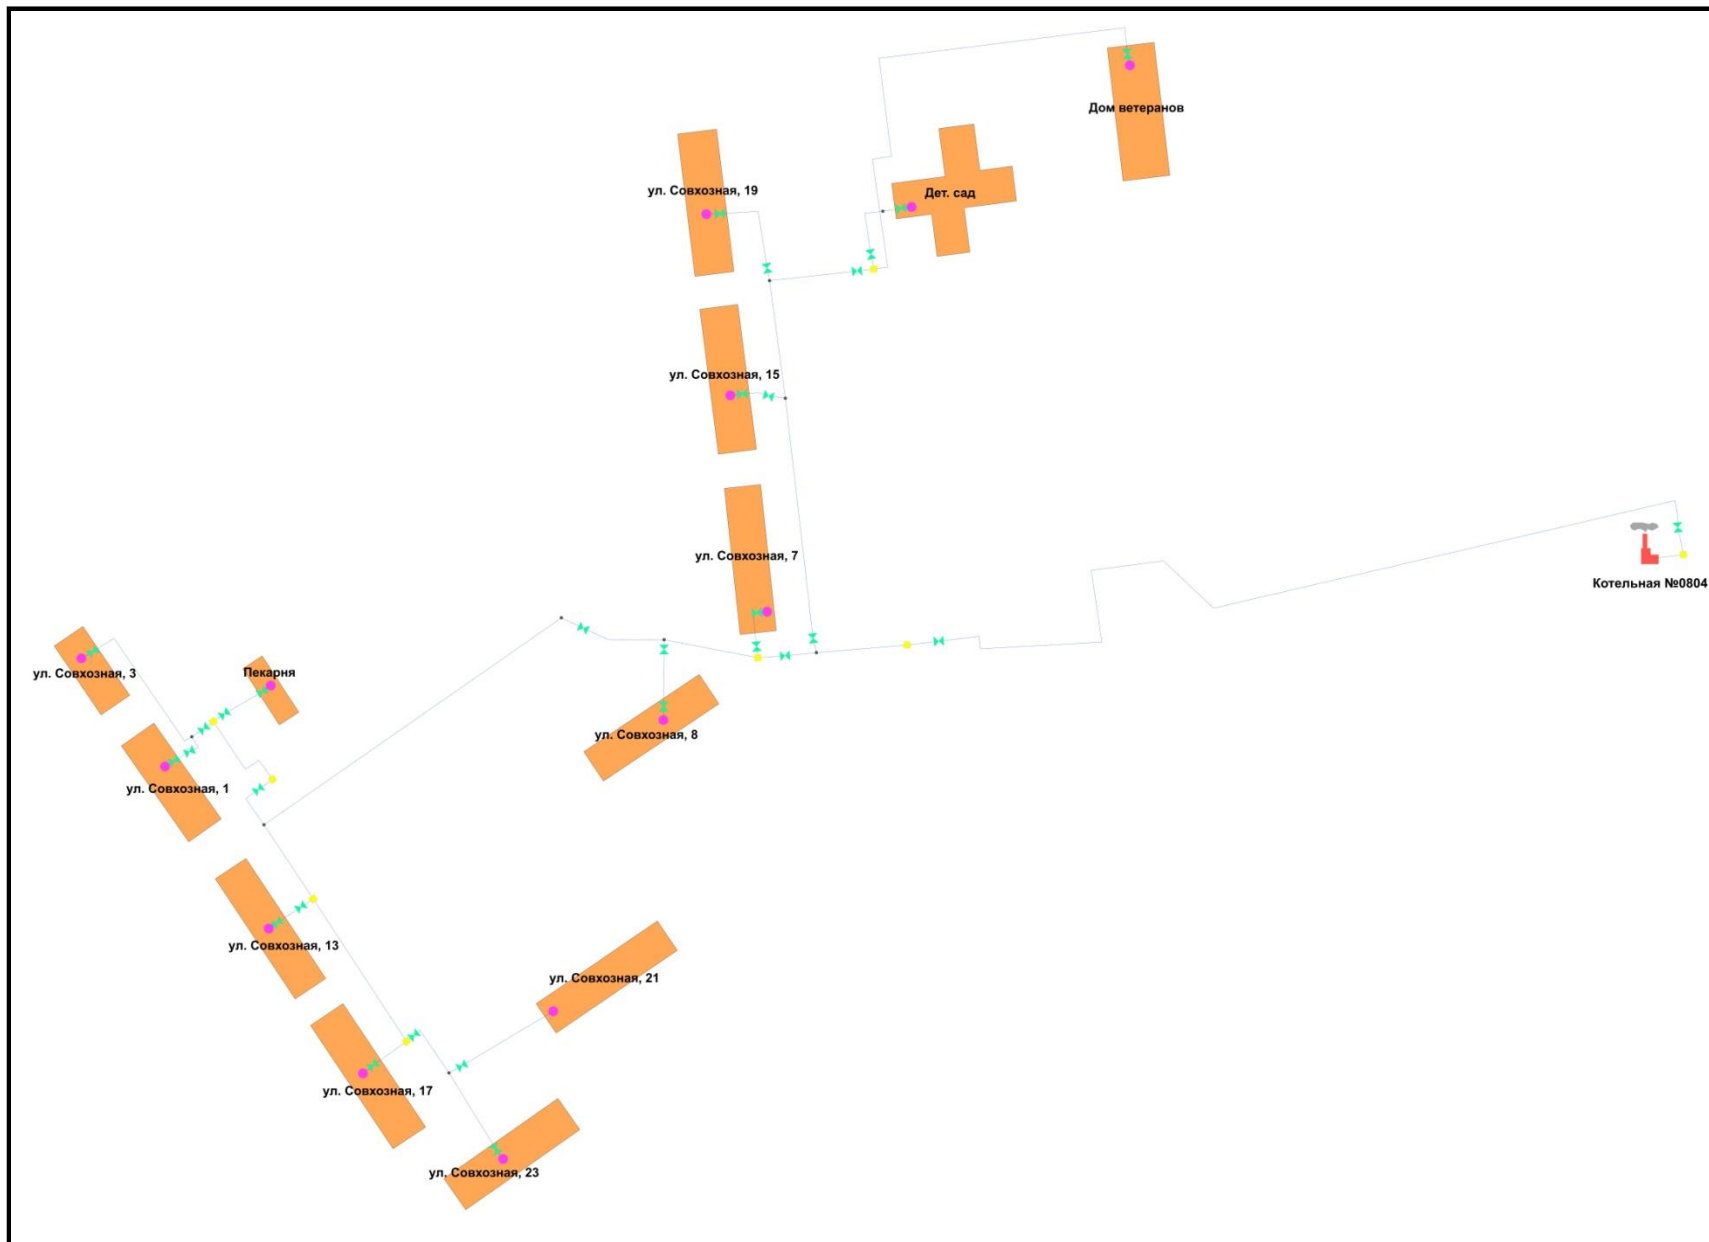 Дом ветеранов
ул. Совхозная, 19
Дет. сад
ул. Совхозная, 15
ул. Совхозная, 7
Котельная №0804
ул. Совхозная, 3
Пекарня
ул. Совхозная, 8
ул. Совхозная, 1
ул. Совхозная, 13
ул. Совхозная, 21
ул. Совхозная, 17
ул. Совхозная, 23